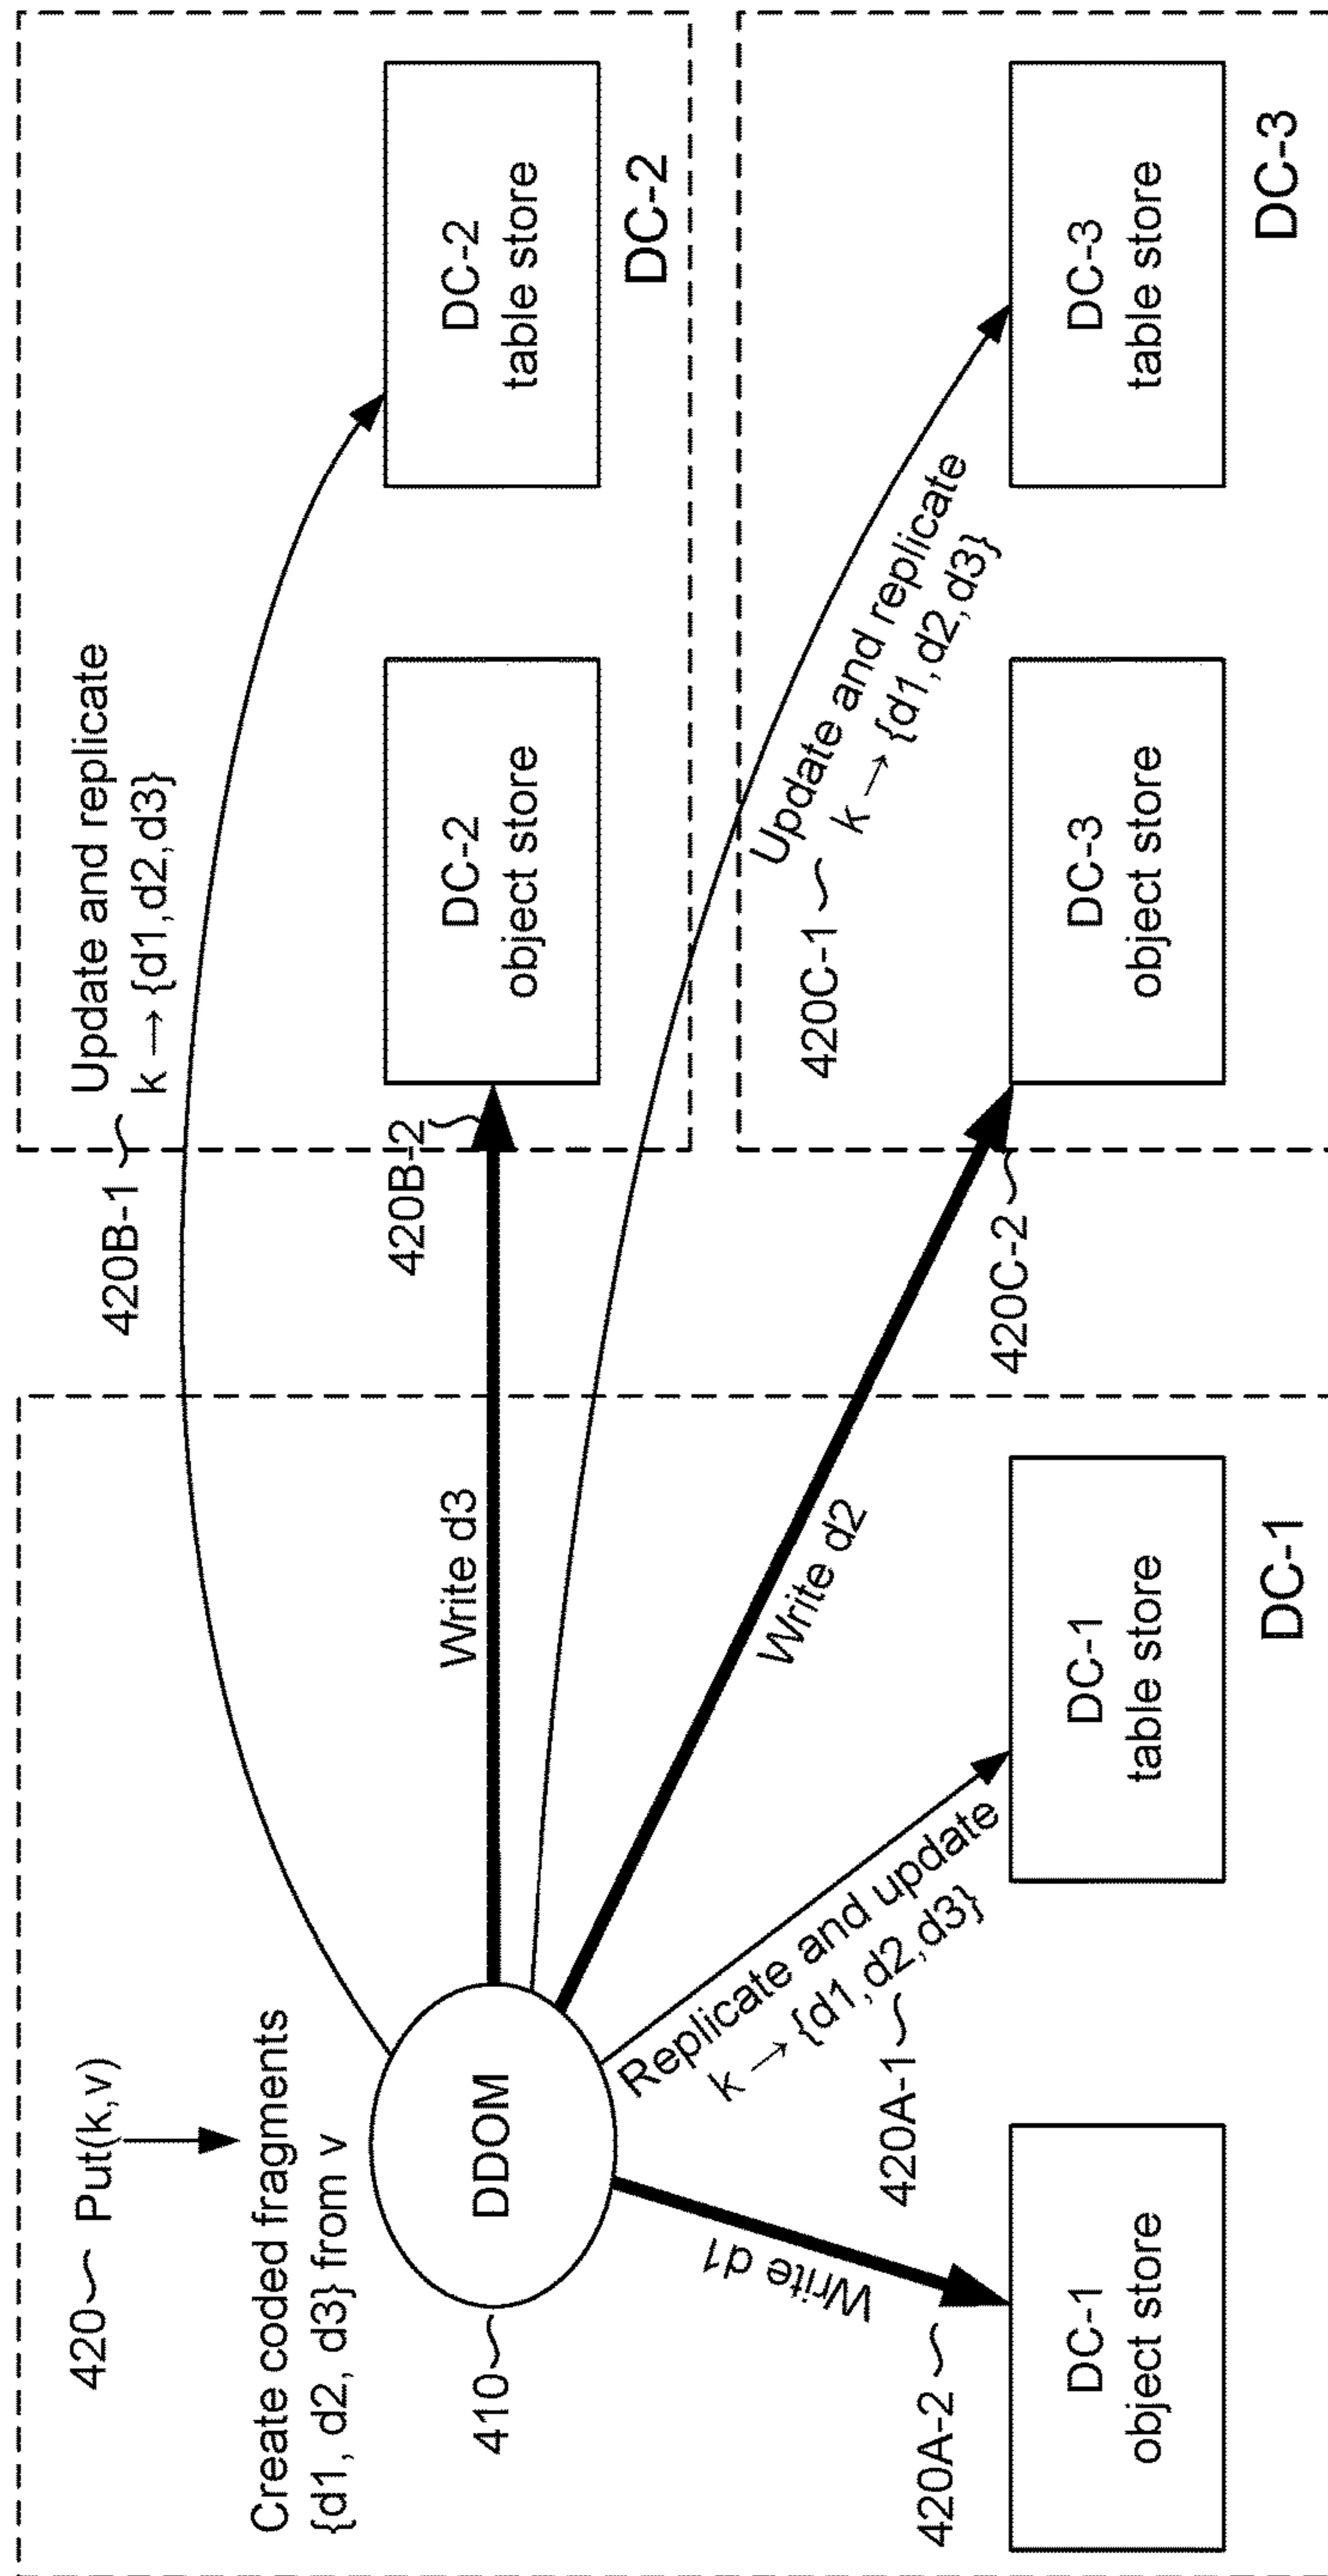 420
Put(k,v)
Create coded fragments
{d1, d2, d3} from v
410
DDOM
420B-1
Update and replicate
k → {d1,d2,d3}
Write d3
420B-2
DC-2
object store
DC-2
table store
DC-2
Write d1
420A-2
Replicate and update
k → {d1,d2,d3}
420A-1
DC-1
object store
DC-1
table store
DC-1
Write d2
420C-2
420C-1
Update and replicate
k → {d1,d2,d3}
DC-3
object store
DC-3
table store
DC-3